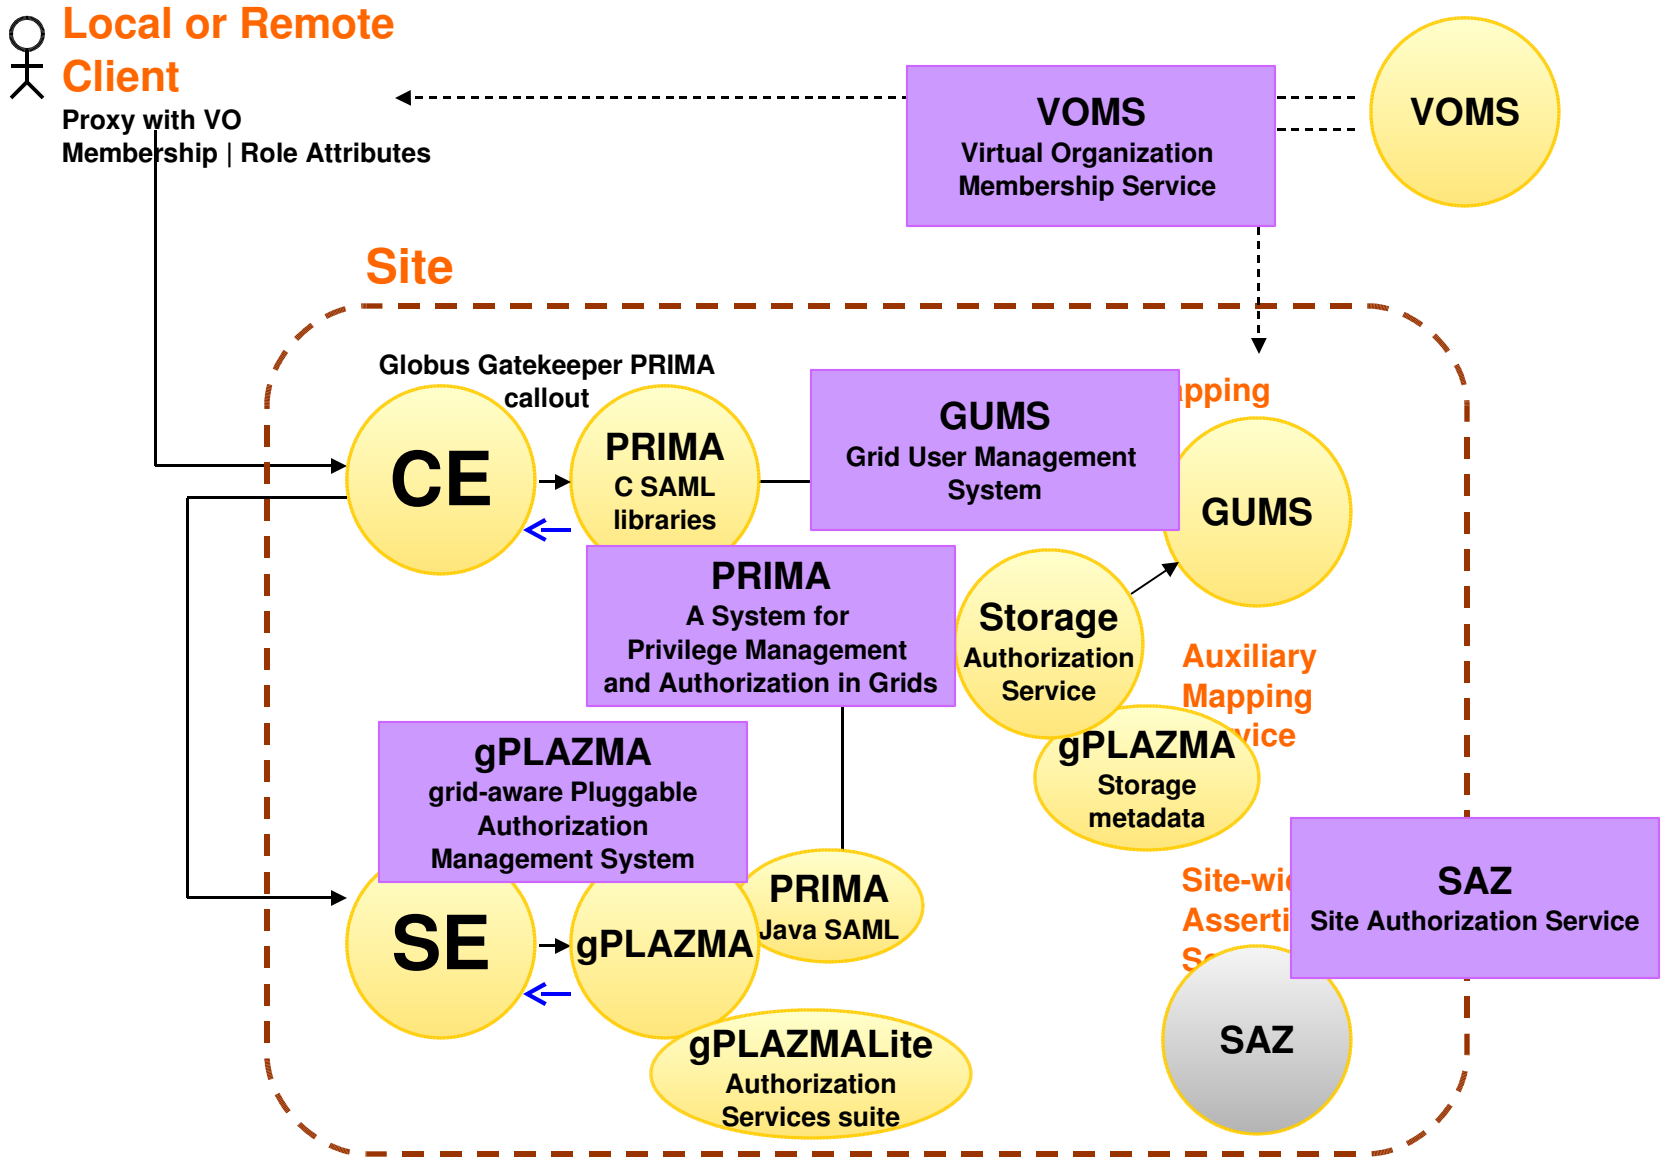 Local or Remote
Client
Proxy with VO
Membership | Role Attributes
VOMS
Virtual Organization
Membership Service
VOMS
Site
Globus Gatekeeper PRIMA
callout
CE
PRIMA
C SAML
libraries
GUMS
Grid User Management
System
apping
GUMS
PRIMA
A System for
Privilege Management
and Authorization in Grids
Storage
Authorization
Service
Auxiliary
Mapping
vice
gPLAZMA
Storage
metadata
gPLAZMA
grid-aware Pluggable
Authorization
Management System
SE
gPLAZMA
PRIMA
Java SAML
gPLAZMALite
Authorization
Services suite
Site-wi
Asserti
SAZ
Site Authorization Service
SAZ